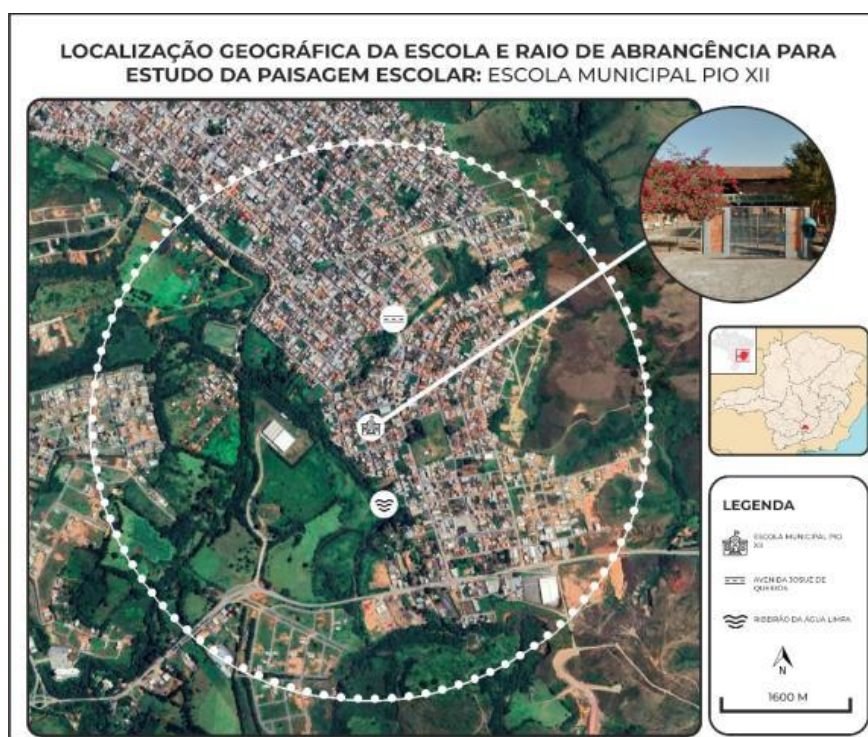 LOCALIZAÇÃO GEOGRÁFICA DA ESCOLA E RAIO DE ABRANGÊNCIA PARA
ESTUDO DA PAISAGEM ESCOLAR: ESCOLA MUNICIPAL PIO XII
LEGENDA
ESCOLA MUNICIPAL PIO
XII
AVENIDA JOSUÉ DE
QUEIROS
RIBEIRÃO DA ÁGUA LIMPA
N
1600 M